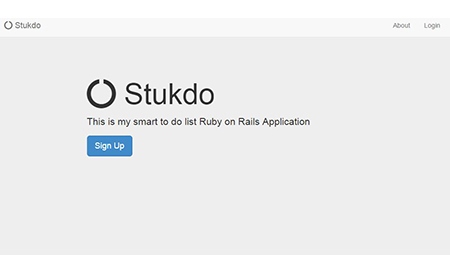 Stukdo
About
Login
Stukdo
This is my smart to do list Ruby on Rails Application
Sign Up